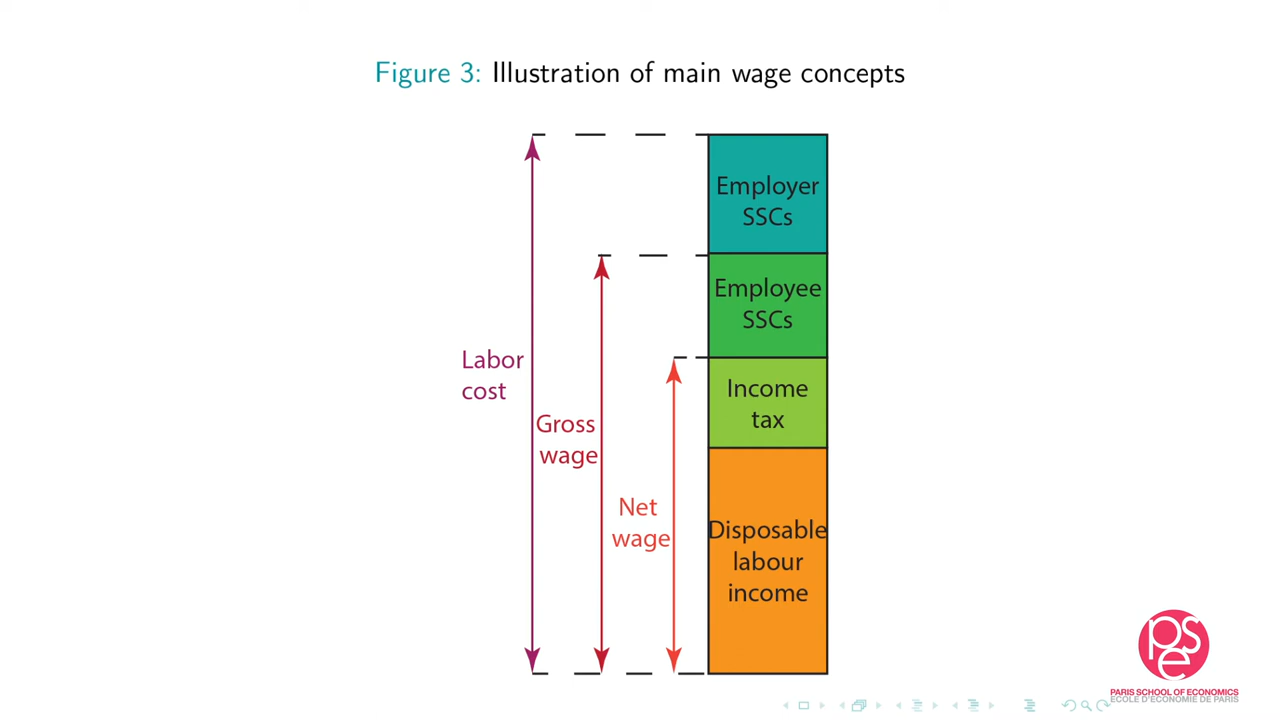 Figure 3: Illustration of main wage concepts
Employer
SSCs
Employee
SSCs
Labor
cost
Income
tax
Gross
wage
Net
wage
Disposable
labour
income
pse
PARIS SCHOOL OF ECONOMICS
ECOLE D'ECONOMIE DE PARIS